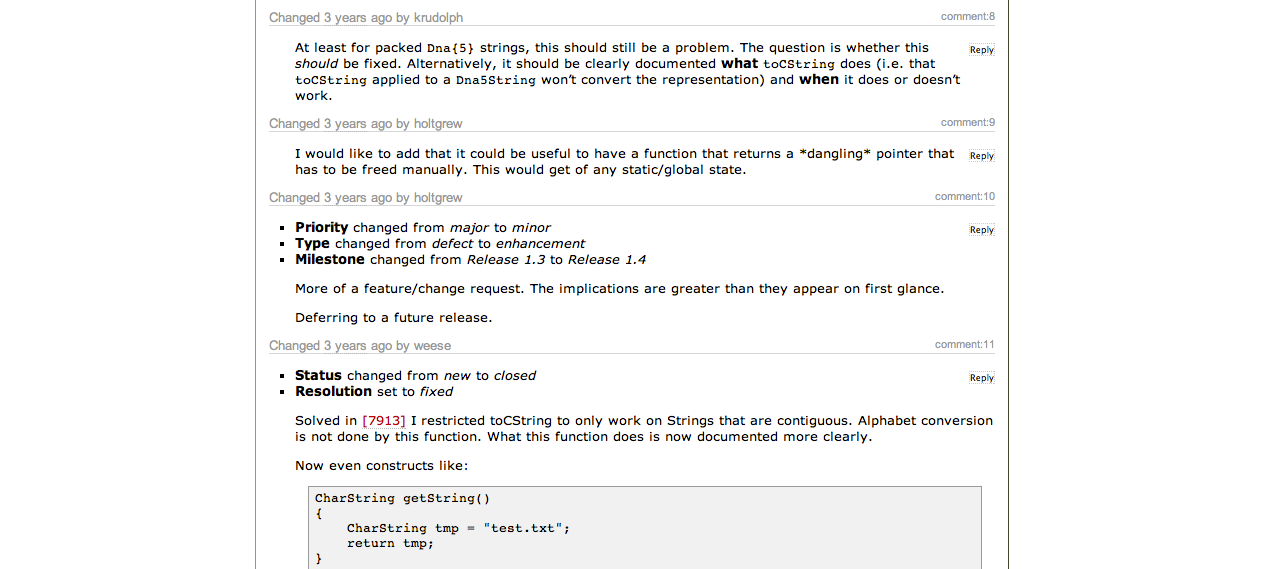 Changed 3 years ago by krudolph comment:8
At least for packed Dna{5} strings, this should still be a problem. The question is whether this Reply
should be fixed. Alternatively, it should be clearly documented what toCString does (i.e. that
toCString applied to a Dna5String won’t convert the representation) and when it does or doesn’t
work.
Changed 3 years ago by holtgrew comment:9
I would like to add that it could be useful to have a function that returns a *dangling* pointer that Reply
has to be freed manually. This would get of any static/global state.
Changed 3 years ago by holtgrew comment:10
Priority changed from major to minor Reply
Type changed from defect to enhancement
Milestone changed from Release 1.3 to Release 1.4
More of a feature/change request. The implications are greater than they appear on first glance.
Deferring to a future release.
Changed 3 years ago by weese comment:11
Status changed from new to closed Reply
Resolution set to fixed
Solved in [7913] I restricted toCString to only work on Strings that are contiguous. Alphabet conversion
is not done by this function. What this function does is now documented more clearly.
Now even constructs like:
CharString getString()
{
    CharString tmp = "test.txt";
    return tmp;
}